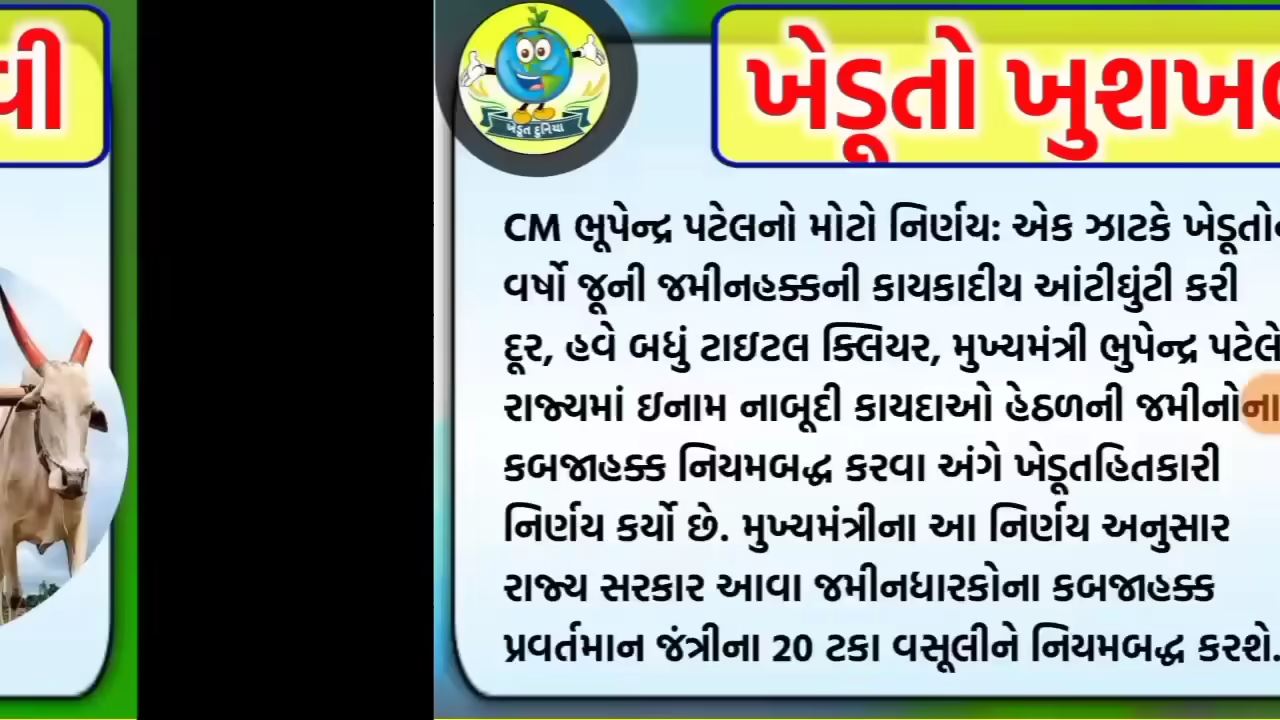 વી
ખેડૂત દુનિયા
ખેડૂતો
CM ભૂપેન્દ્ર પટેલનો મોટો નિર્ણય: એક ઝાટકે
વર્ષો જૂની જમીનહક્કની કાયકાદીય આંટીઘુંટી કરી
દૂર, હવે બધું ટાઇટલ ક્લિયર, મુખ્યમંત્રી ભુપેન્દ્ર પટેલે
રાજ્યમાં ઇનામ નાબૂદી કાયદાઓ હેઠળની જમીનોના
કબજાહક્ક નિયમબદ્ધ કરવા અંગે ખેડૂતહિતકારી
નિર્ણય કર્યો છે. મુખ્યમંત્રીના આ નિર્ણય અનુસાર
રાજ્ય સરકાર આવા જમીનધારકોના કબજાહક્ક
પ્રવર્તમાન જંત્રીના 20 ટકા વસૂલીને નિયમબદ્ધ કરશે.